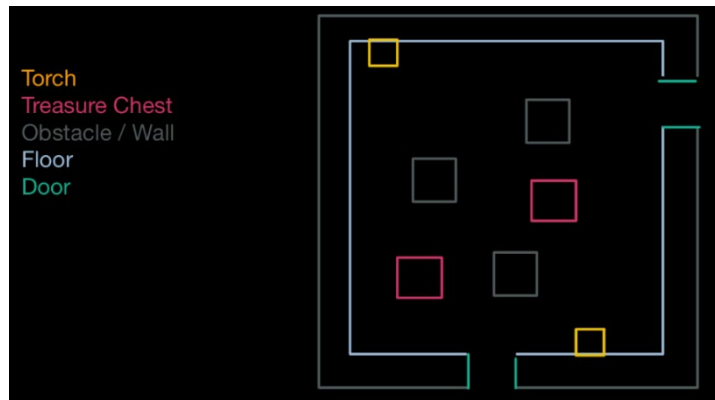 Torch
Treasure Chest
Obstacle / Wall
Floor
Door